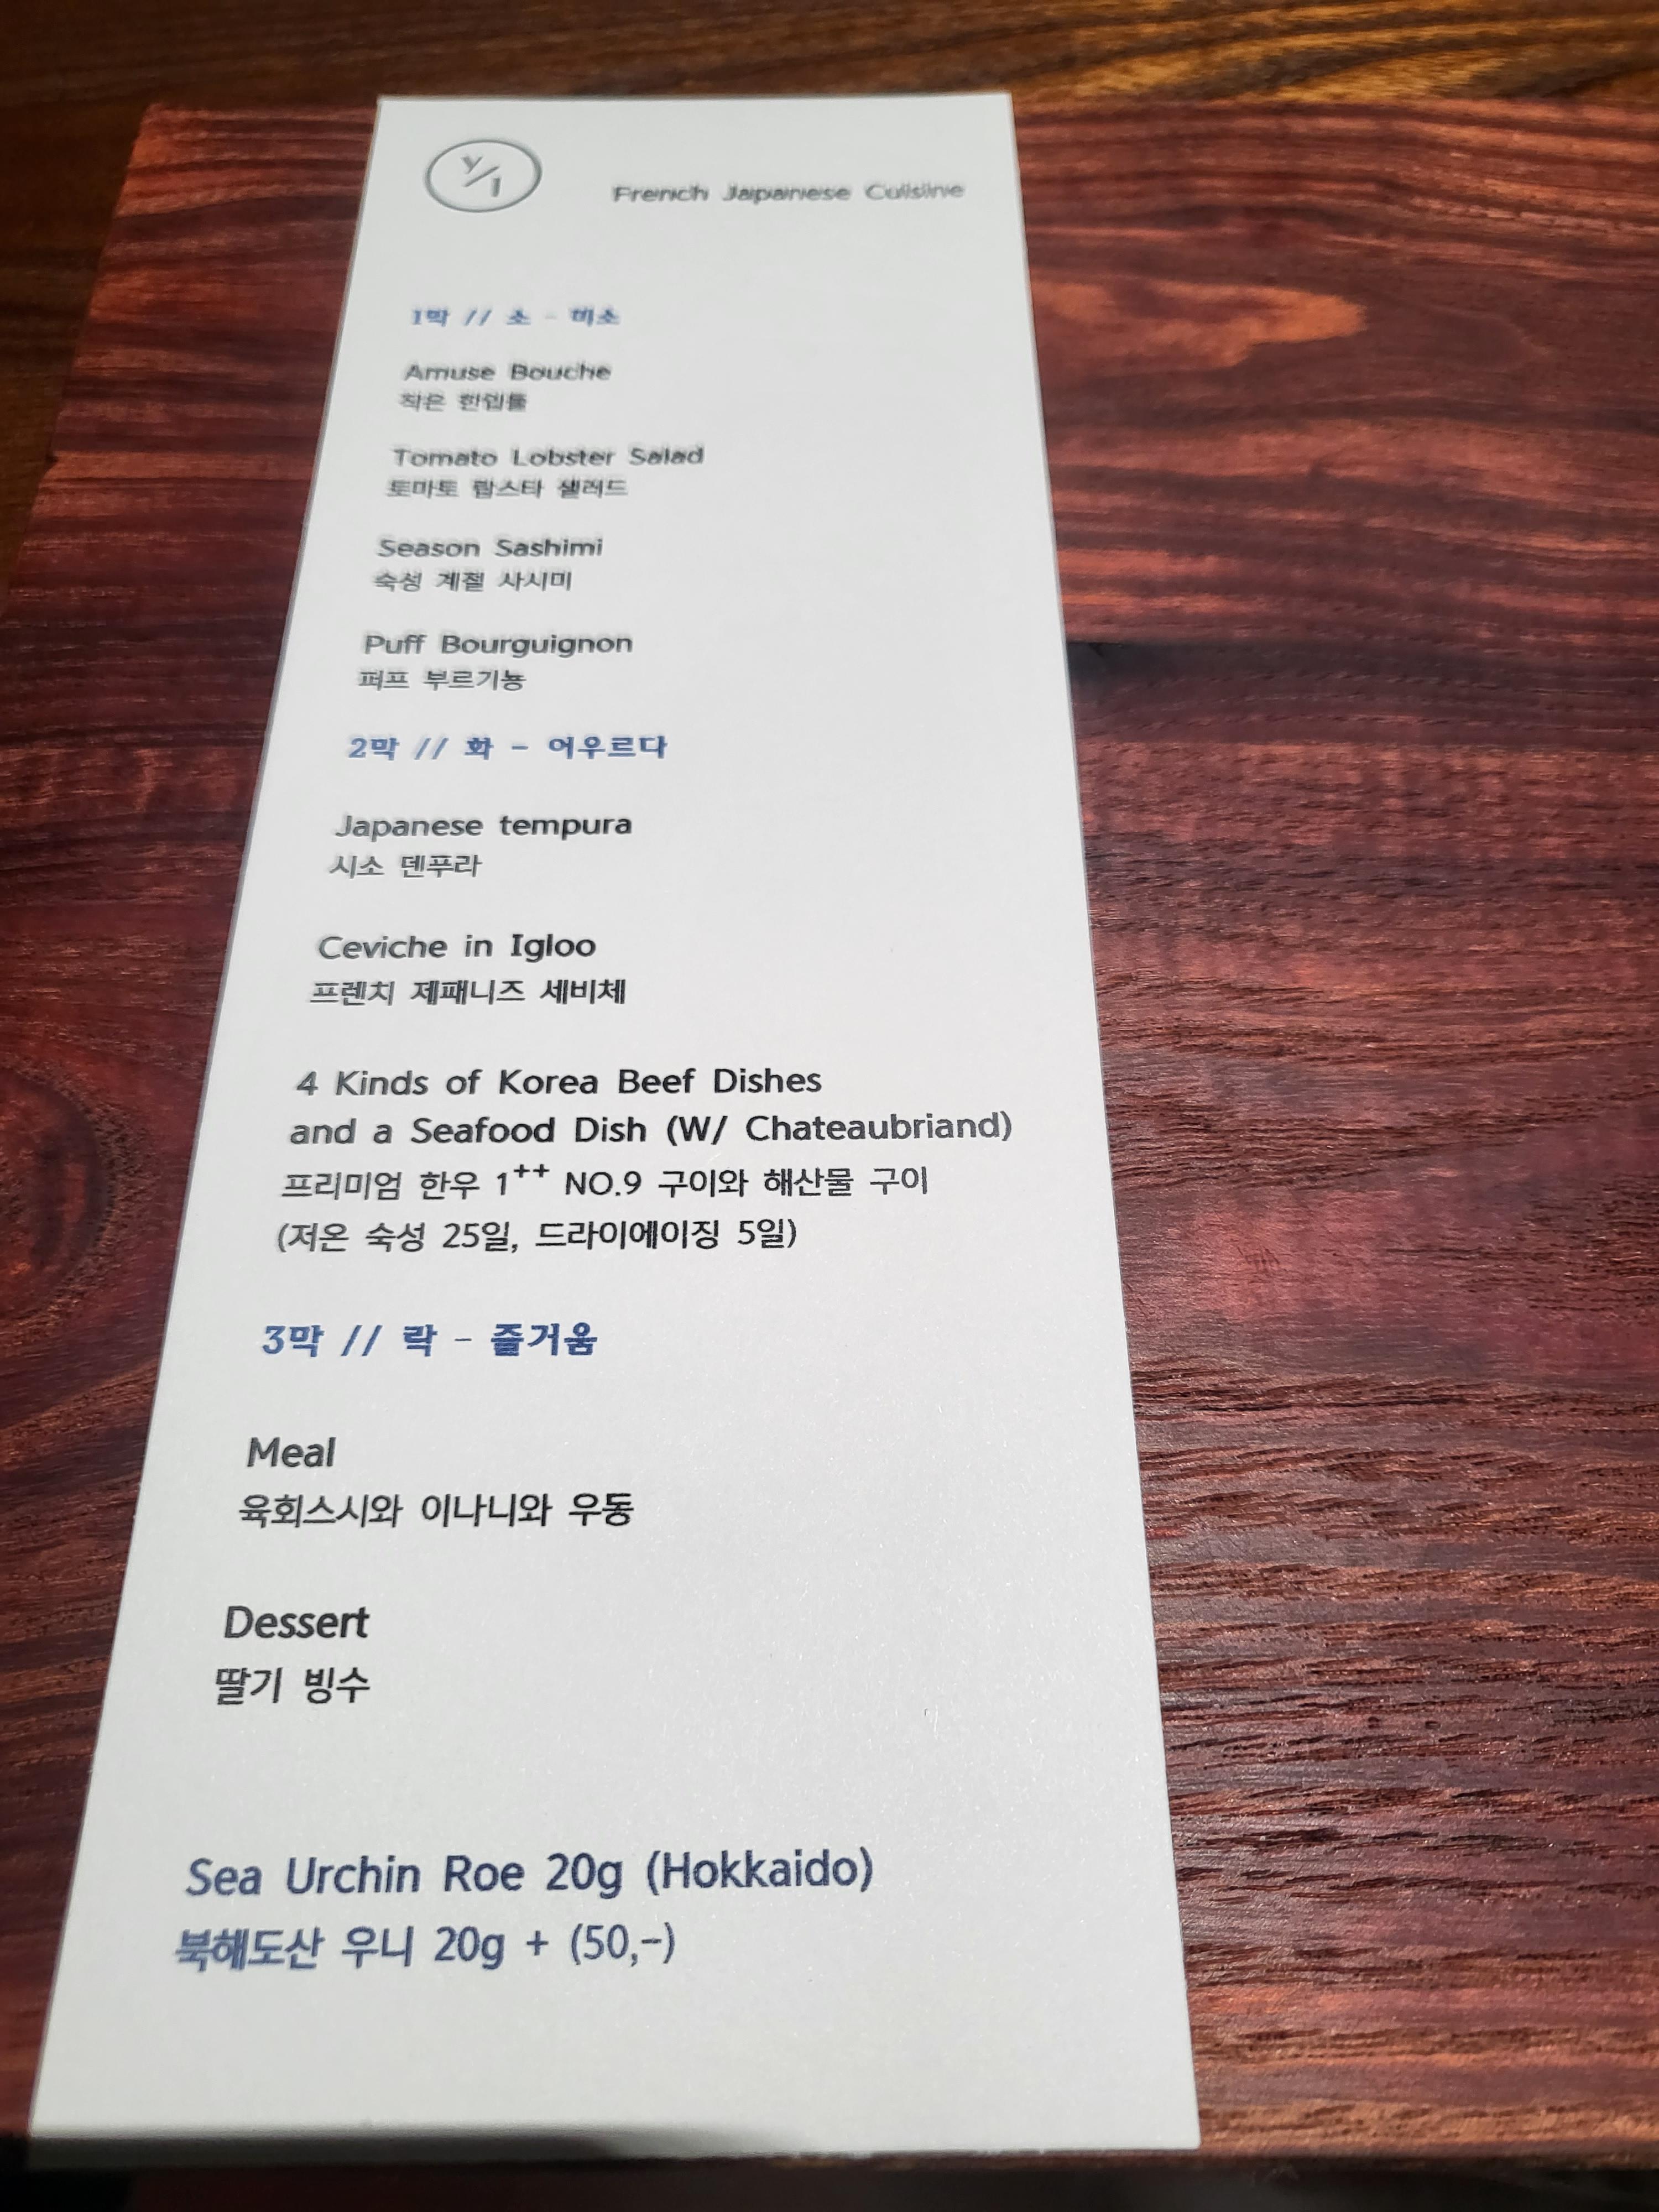 Y/1
French Japanese Cuisine
1막 // 소 - 미소
Amuse Bouche
작은 한입들
Tomato Lobster Salad
토마토 랍스타 샐러드
Season Sashimi
숙성 계절 사시미
Puff Bourguignon
퍼프 부르기뇽
2막 // 화 - 어우르다
Japanese tempura
시소 덴푸라
Ceviche in Igloo
프렌치 제패니즈 세비체
4 Kinds of Korea Beef Dishes
and a Seafood Dish (W/ Chateaubriand)
프리미엄 한우 1++ NO.9 구이와 해산물 구이
(저온 숙성 25일, 드라이에이징 5일)
3막 // 락 - 즐거움
Meal
육회스시와 이나니와 우동
Dessert
딸기 빙수
Sea Urchin Roe 20g (Hokkaido)
북해도산 우니 20g + (50,-)